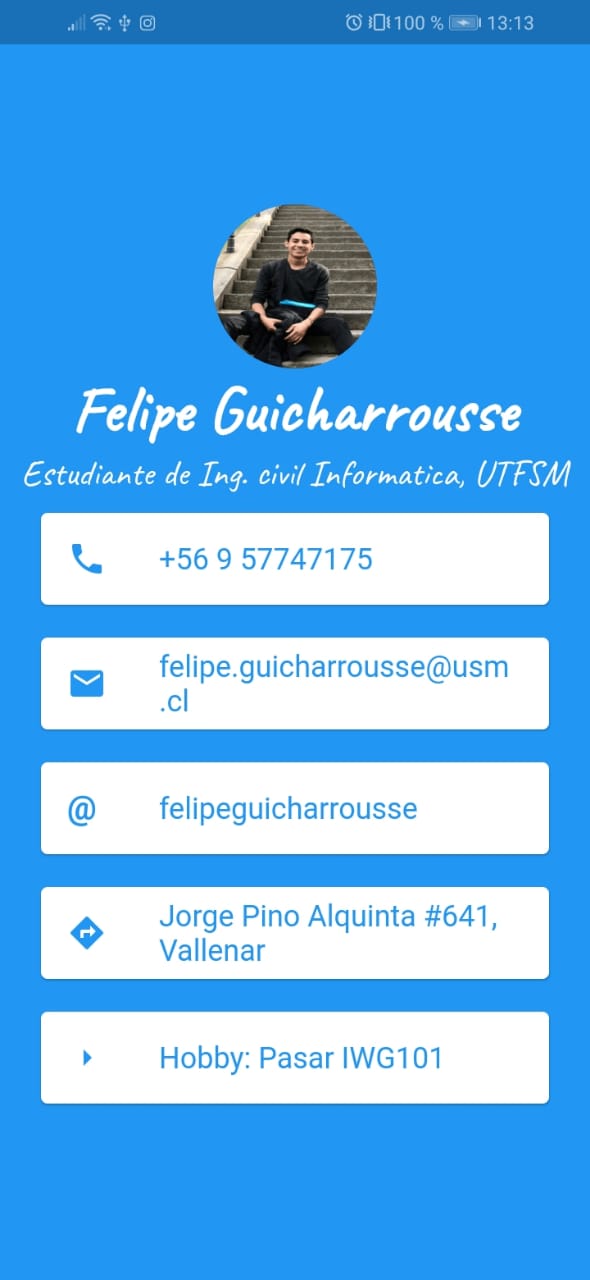 100 % 13:13
Felipe Guicharrousse
Estudiante de Ing. civil Informatica, UTFSM
+56 9 57747175
felipe.guicharrousse@usm
.cl
@ felipeguicharrousse
Jorge Pino Alquinta #641,
Vallenar
Hobby: Pasar IWG101